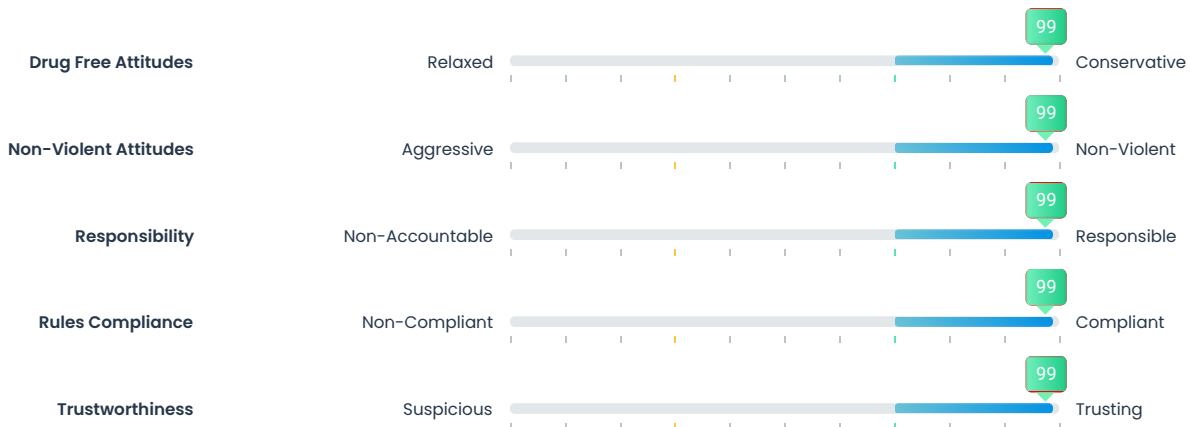 99
Drug Free Attitudes Relaxed Conservative
99
Non-Violent Attitudes Aggressive Non-Violent
99
Responsibility Non-Accountable Responsible
99
Rules Compliance Non-Compliant Compliant
99
Trustworthiness Suspicious Trusting